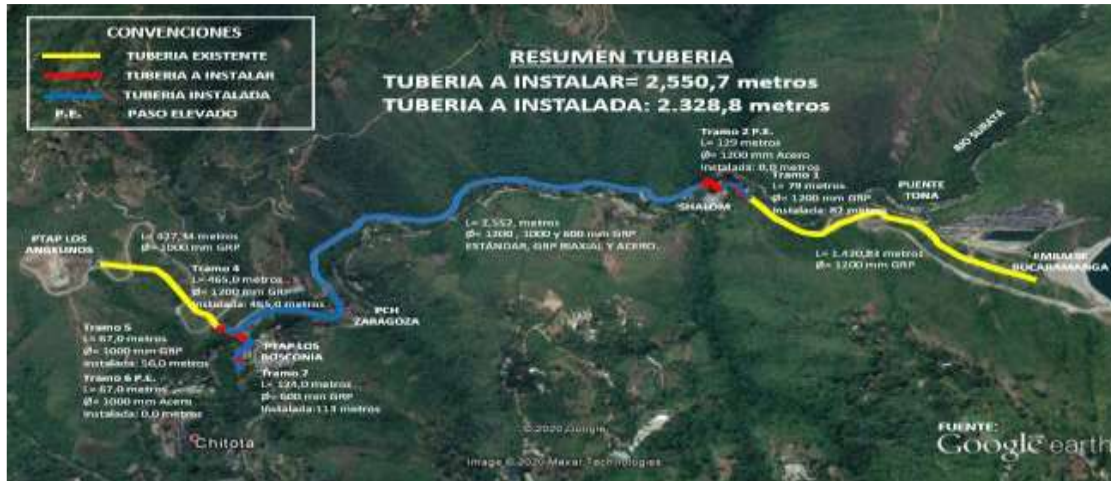 CONVENCIONES
TUBERIA EXISTENTE
TUBERIA A INSTALAR
TUBERIA INSTALADA
P.E. PASO ELEVADO
RESUMEN TUBERIA
TUBERIA A INSTALAR= 2,550,7 metros
TUBERIA A INSTALADA: 2.328,8 metros
RIO SURATA
Tramo 2 P.E.
L= 129 metros
Ø= 1200 mm Acero
Instalada: 0,0 metros
Tramo 1
L= 79 metros
Ø= 1200 mm GRP
Instalada: 82 metros
PUENTE
TONA
SHALOM
EMBALSE
BUCARAMANGA
L= 1.430,83 metros
Ø= 1200 mm GRP
metros
Ø= 1200 , 1000 y 600 mm GRP
ESTÁNDAR, GRP BIAXIAL Y ACERO.
PTAP LOS
ANGELINOS
metros
Ø= 1000 mm GRP
Tramo 4
L= 465,0 metros
Ø= 1200 mm GRP
Instalada: 465,0 metros
PCH
ZARAGOZA
Tramo 5
L= 67,0 metros
Ø= 1000 mm GRP
Instalada: 56,0 metros
PTAP LOS
BOSCONIA
Tramo 6 P.E.
L= 67,0 metros
Ø= 1000 mm Acero
Instalada: 0,0 metros
Tramo 7
L= 124,0 metros
Ø= 600 mm GRP
Instalada: 113 metros
Chitota
© 2020 Google
Image © 2020 Maxar Technologies
FUENTE:
Google earth